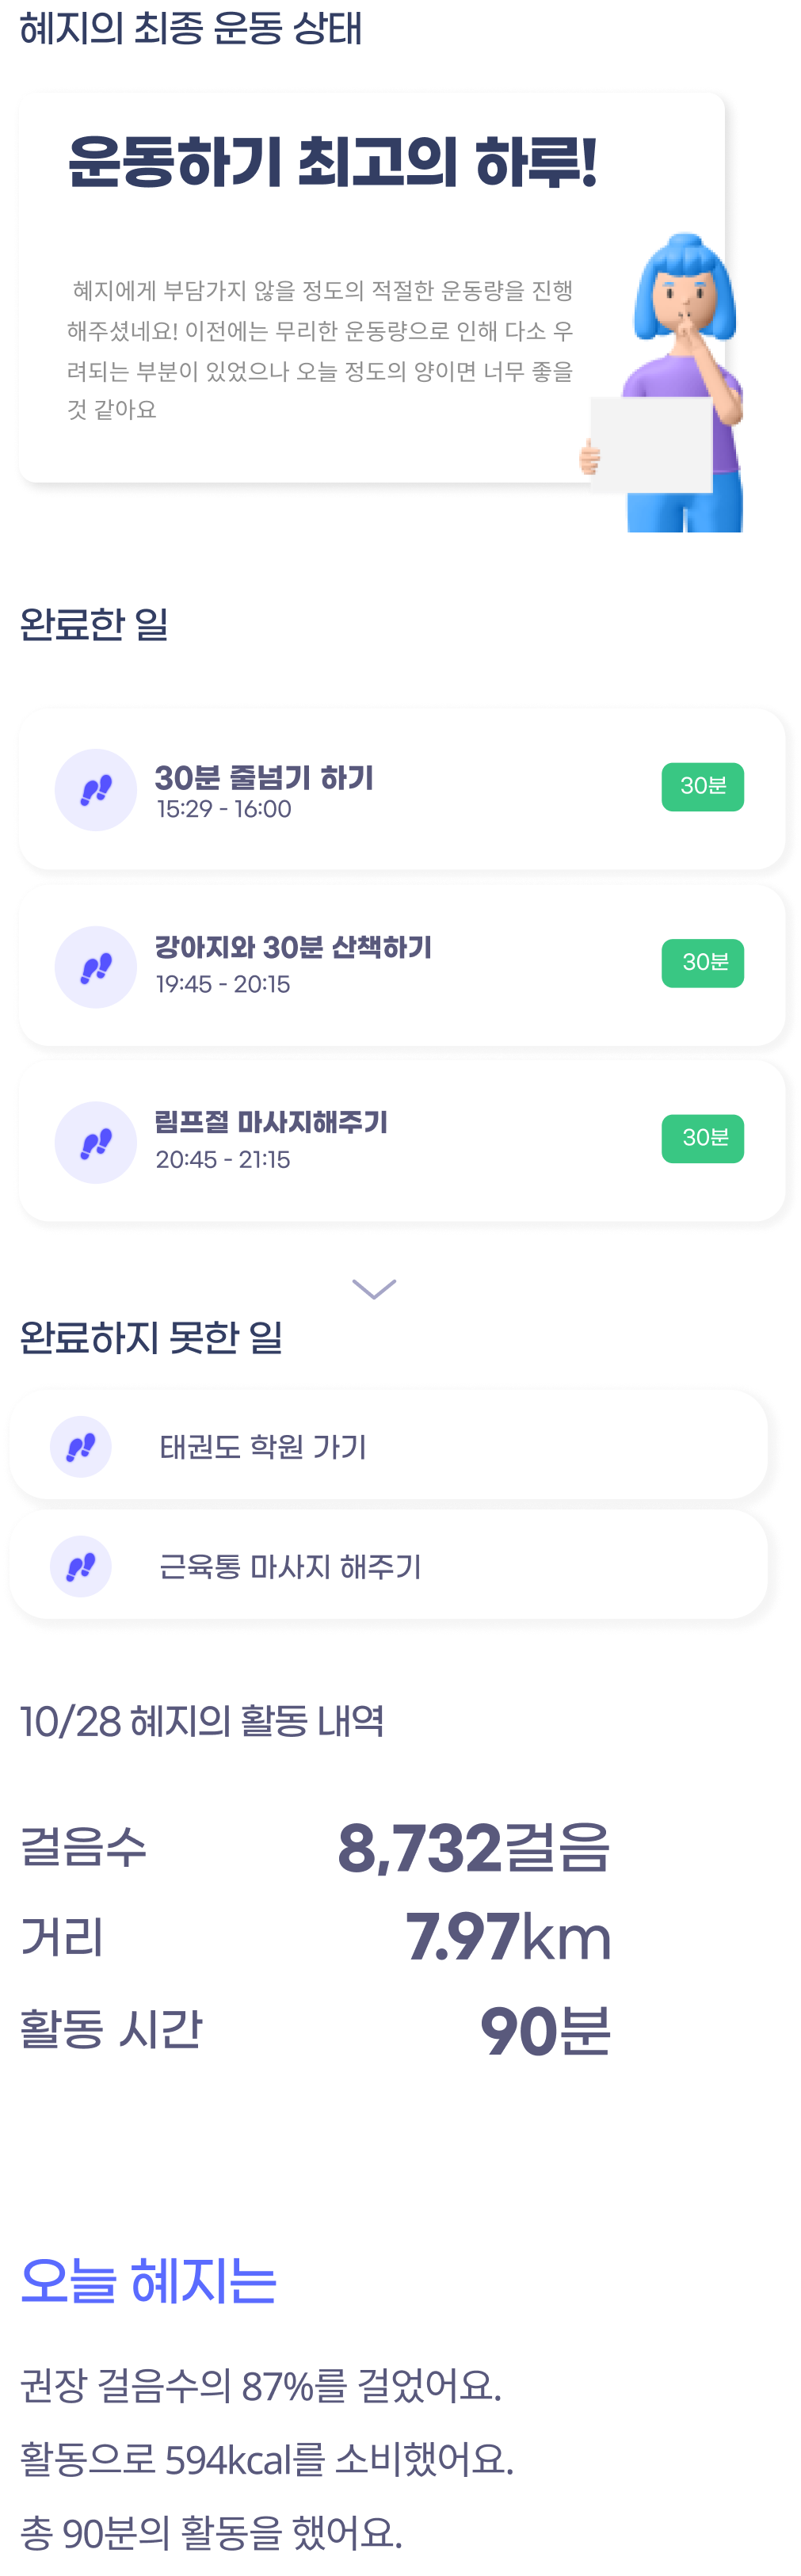 혜지의 최종 운동 상태
운동하기 최고의 하루!
혜지에게 부담가지 않을 정도의 적절한 운동량을 진행
해주셨네요! 이전에는 무리한 운동량으로 인해 다소 우
려되는 부분이 있었으나 오늘 정도의 양이면 너무 좋을
것 같아요
완료한 일
30분 줄넘기 하기
15:29 - 16:00
30분
강아지와 30분 산책하기
19:45 - 20:15
30분
림프절 마사지해주기
20:45 - 21:15
30분
완료하지 못한 일
태권도 학원 가기
근육통 마사지 해주기
10/28 혜지의 활동 내역
걸음수 8,732걸음
거리 7.97km
활동 시간 90분
오늘 혜지는
권장 걸음수의 87%를 걸었어요.
활동으로 594kcal를 소비했어요.
총 90분의 활동을 했어요.